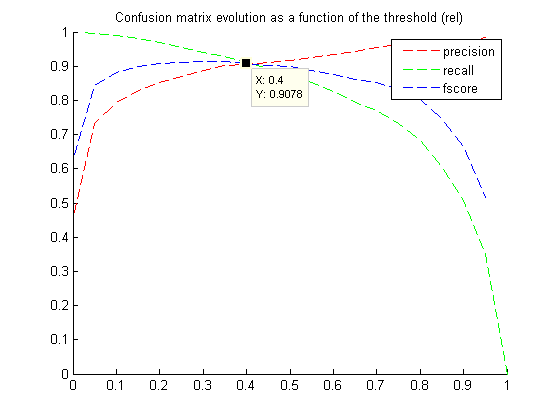 Confusion matrix evolution as a function of the threshold (rel)
1
0.9
0.8
0.7
0.6
0.5
0.4
0.3
0.2
0.1
0
precision
recall
fscore
X: 0.4
Y: 0.9078
0 0.1 0.2 0.3 0.4 0.5 0.6 0.7 0.8 0.9 1